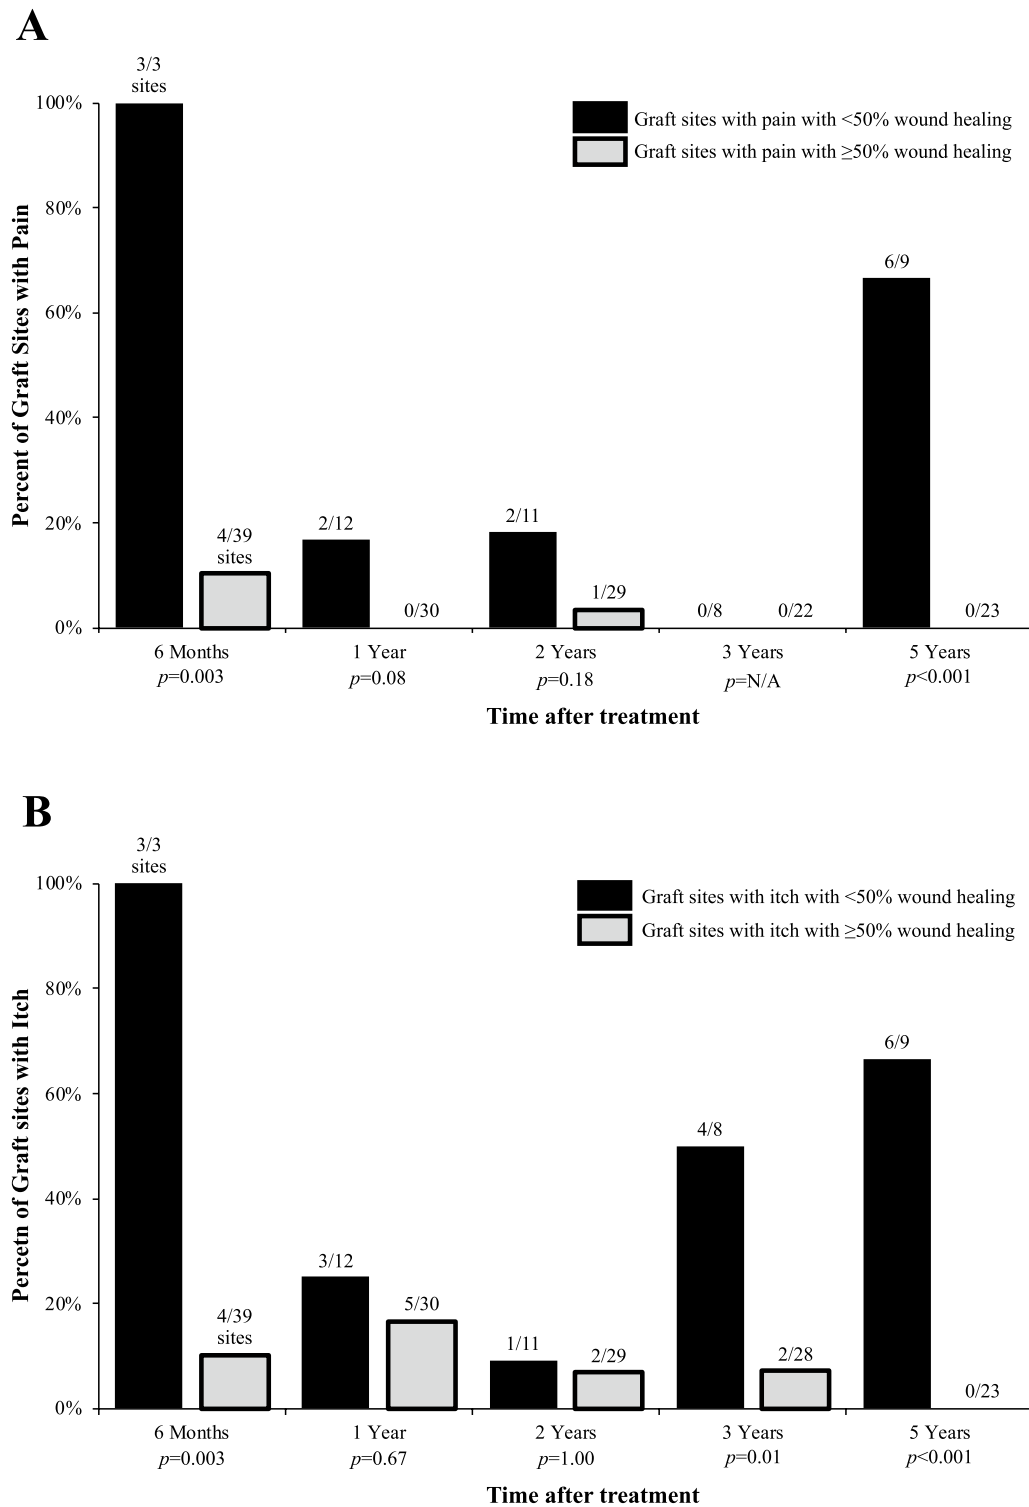 A
3/3
sites
100%
Graft sites with pain with <50% wound healing
Graft sites with pain with ≥50% wound healing
80%
Percent of Graft Sites with Pain
6/9
60%
40%
20%
4/39
sites
2/12
0/30
2/11
1/29
0/8
0/22
0/23
0%
6 Months
1 Year
2 Years
3 Years
5 Years
p=0.003
p=0.08
p=0.18
p=N/A
p<0.001
Time after treatment
B
3/3
sites
100%
Graft sites with itch with <50% wound healing
Graft sites with itch with ≥50% wound healing
80%
Percetn of Graft sites with Itch
6/9
60%
4/8
40%
3/12
20%
4/39
sites
5/30
1/11
2/29
2/28
0/23
0%
6 Months
1 Year
2 Years
3 Years
5 Years
p=0.003
p=0.67
p=1.00
p=0.01
p<0.001
Time after treatment